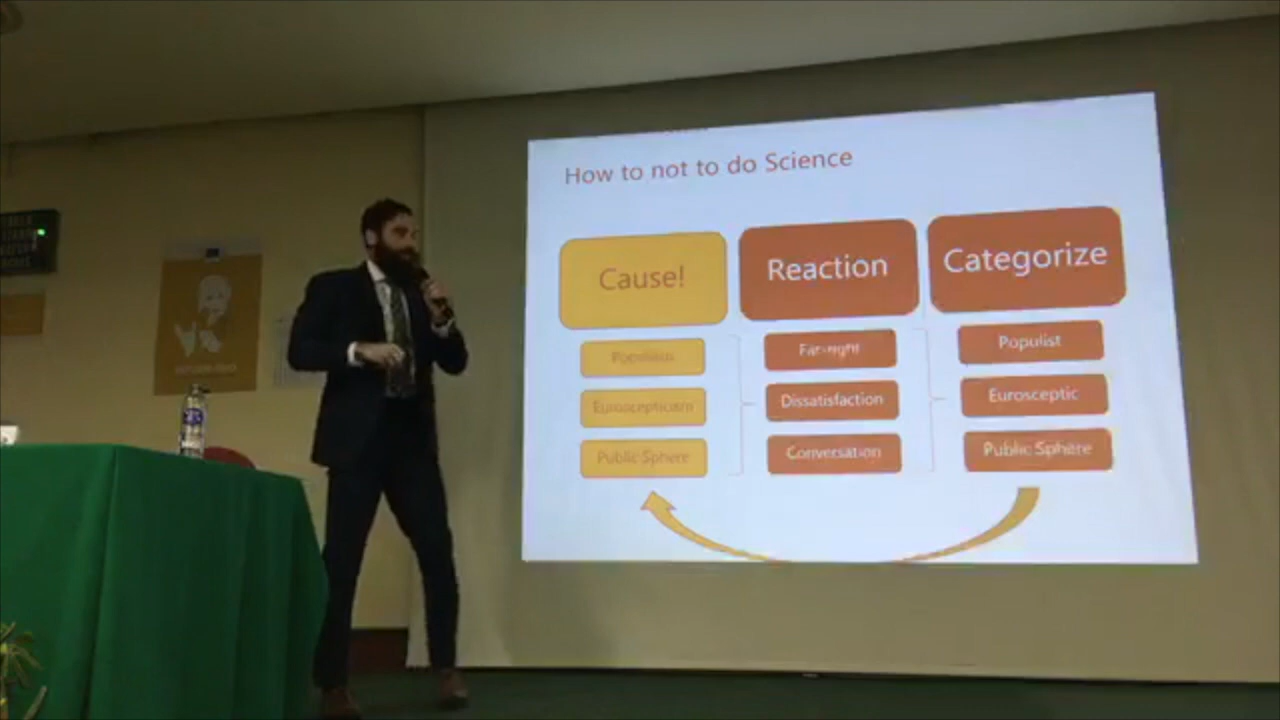 How to not to do Science
Cause!
Reaction
Categorize
Populism
Far-right
Populist
Euroscepticism
Dissatisfaction
Eurosceptic
Public Sphere
Conversation
Public Sphere